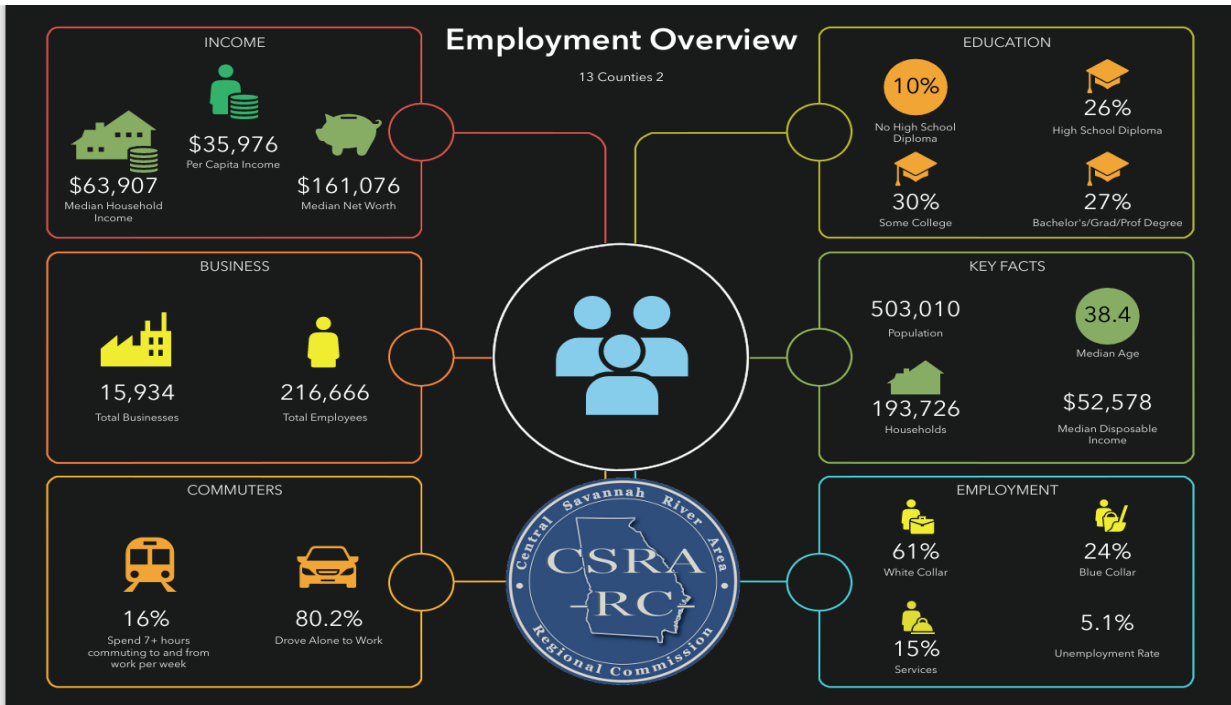 Employment Overview
13 Counties 2
INCOME
$35,976
Per Capita Income
$63,907
Median Household
Income
$161,076
Median Net Worth
EDUCATION
10%
No High School
Diploma
26%
High School Diploma
30%
Some College
27%
Bachelor's/Grad/Prof Degree
BUSINESS
15,934
Total Businesses
216,666
Total Employees
KEY FACTS
503,010
Population
38.4
Median Age
193,726
Households
$52,578
Median Disposable
Income
COMMUTERS
16%
Spend 7+ hours
commuting to and from
work per week
80.2%
Drove Alone to Work
Central Savannah River Area
CSRA
-RC-
Regional Commission
EMPLOYMENT
61%
White Collar
24%
Blue Collar
15%
Services
5.1%
Unemployment Rate